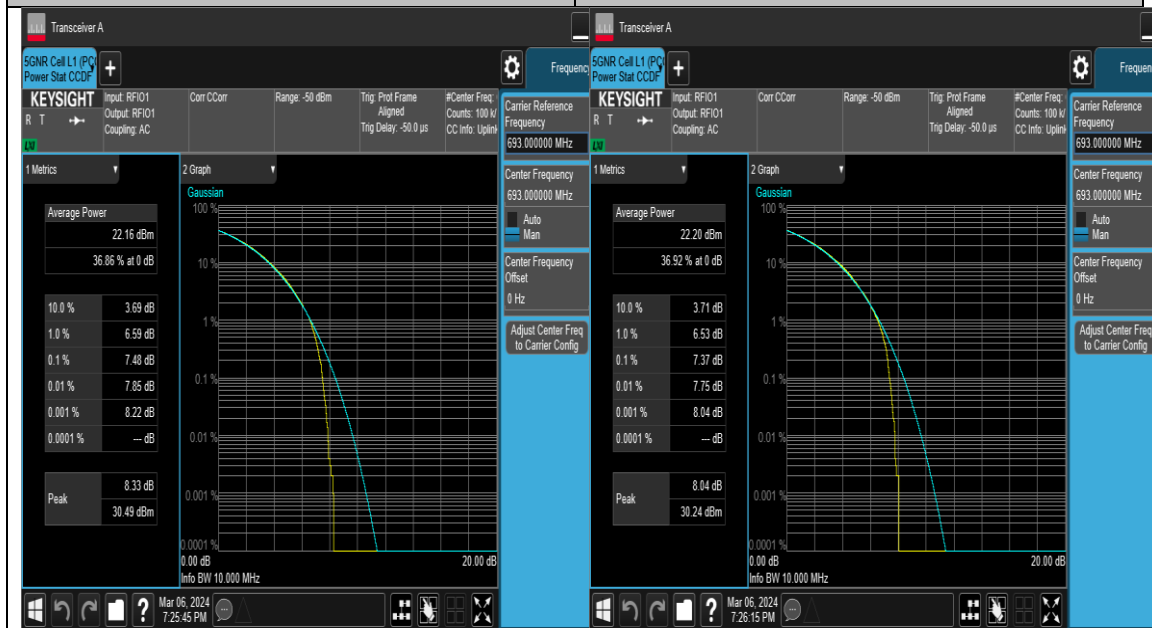 Transceiver A
5GNR Cell L1 (PC
Power Stat CCDF
+
Frequenc
KEYSIGHT
R T
LXI
Input: RFIO1
Output: RFIO1
Coupling: AC
Corr CCorr
Range: -50 dBm
Trig: Prot Frame
Aligned
Trig Delay: -50.0 µs
#Center Freq:
Counts: 100 k/
CC Info: Uplink
Carrier Reference
Frequency
693.000000 MHz
Center Frequency
693.000000 MHz
Auto
Man
Center Frequency
Offset
0 Hz
Adjust Center Freq
to Carrier Config
1 Metrics
Average Power
22.16 dBm
36.86 % at 0 dB
10.0 % 3.69 dB
1.0 % 6.59 dB
0.1 % 7.48 dB
0.01 % 7.85 dB
0.001 % 8.22 dB
0.0001 % --- dB
Peak
8.33 dB
30.49 dBm
2 Graph
Gaussian
100 %
10 %
1 %
0.1 %
0.01 %
0.001 %
0.0001 %
0.00 dB 20.00 dB
Info BW 10.000 MHz
?
Mar 06, 2024
7:25:45 PM
Transceiver A
5GNR Cell L1 (PC
Power Stat CCDF
+
Frequen
KEYSIGHT
R T
LXI
Input: RFIO1
Output: RFIO1
Coupling: AC
Corr CCorr
Range: -50 dBm
Trig: Prot Frame
Aligned
Trig Delay: -50.0 µs
#Center Freq:
Counts: 100 k/
CC Info: Uplink
Carrier Reference
Frequency
693.000000 MHz
Center Frequency
693.000000 MHz
Auto
Man
Center Frequency
Offset
0 Hz
Adjust Center Freq
to Carrier Config
1 Metrics
Average Power
22.20 dBm
36.92 % at 0 dB
10.0 % 3.71 dB
1.0 % 6.53 dB
0.1 % 7.37 dB
0.01 % 7.75 dB
0.001 % 8.04 dB
0.0001 % --- dB
Peak
8.04 dB
30.24 dBm
2 Graph
Gaussian
100 %
10 %
1 %
0.1 %
0.01 %
0.001 %
0.0001 %
0.00 dB 20.00 dB
Info BW 10.000 MHz
?
Mar 06, 2024
7:26:15 PM